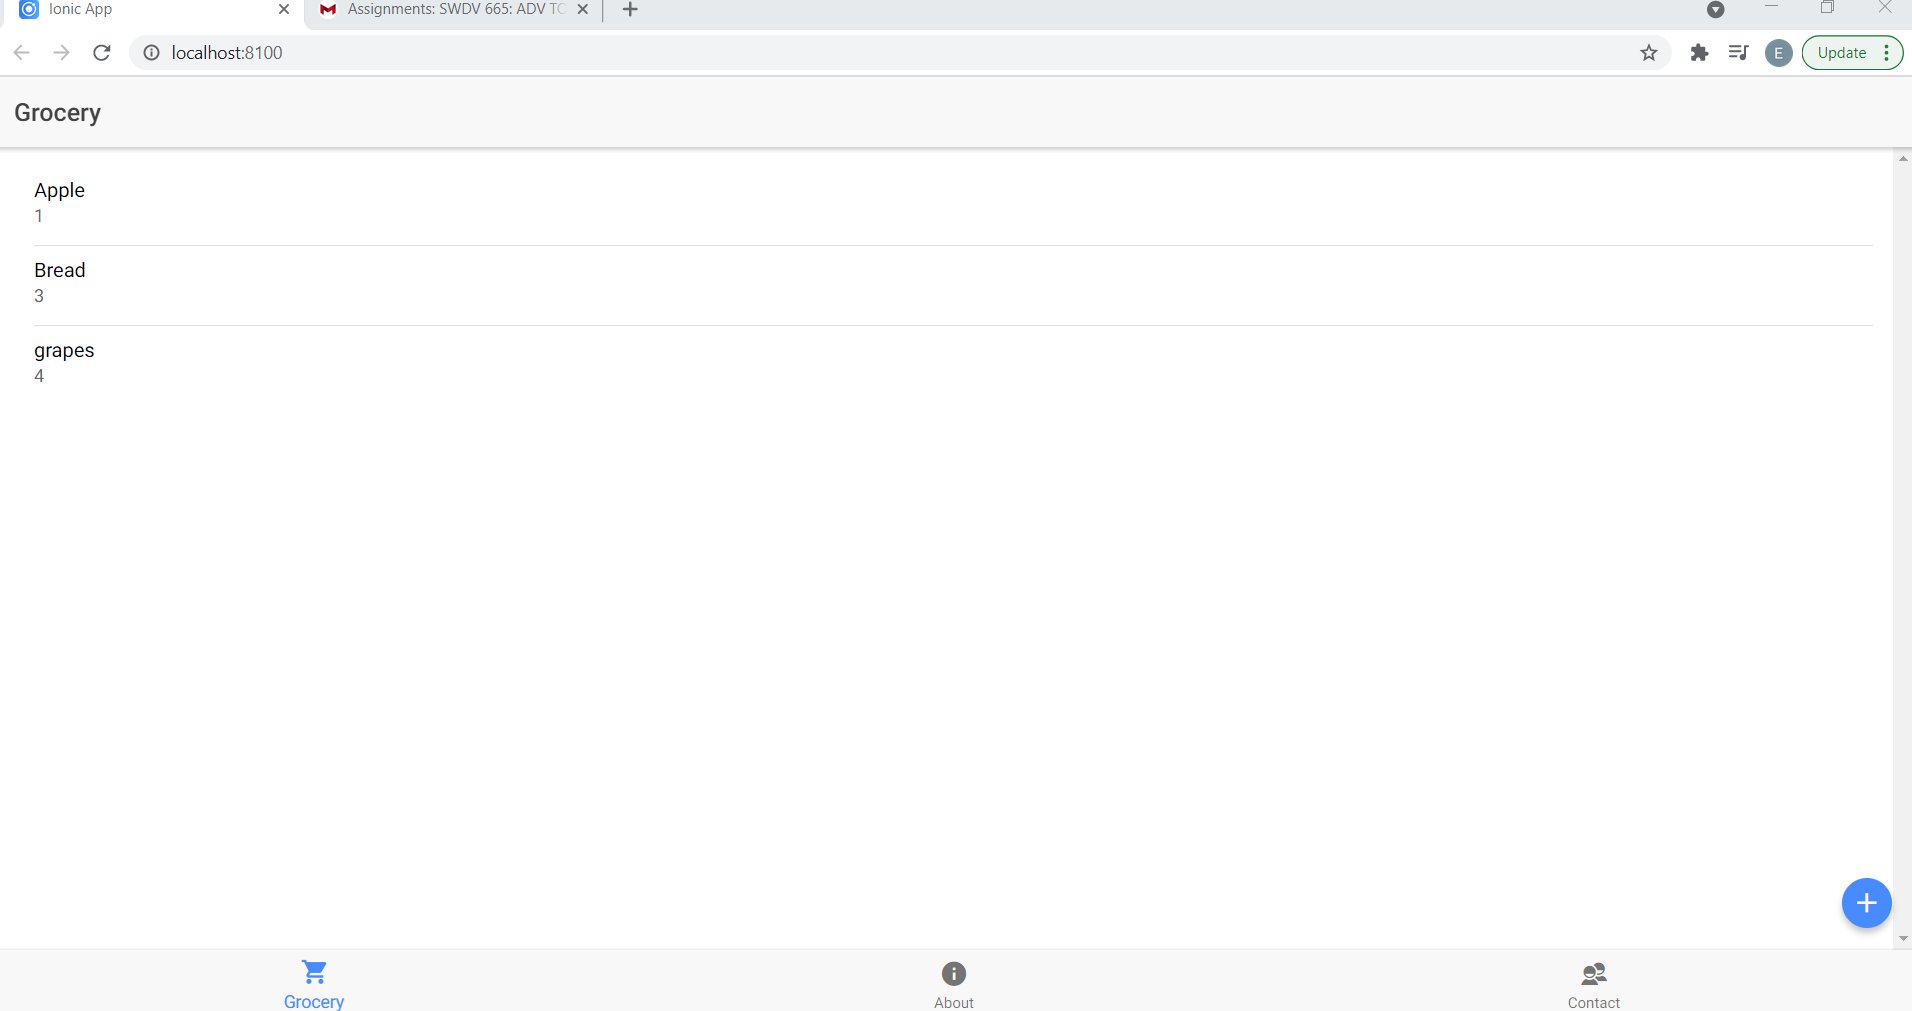 Ionic App
Assignments: SWDV 665: ADV TO
localhost:8100
E
Update
Grocery
Apple
1
Bread
3
grapes
4
Grocery
About
Contact